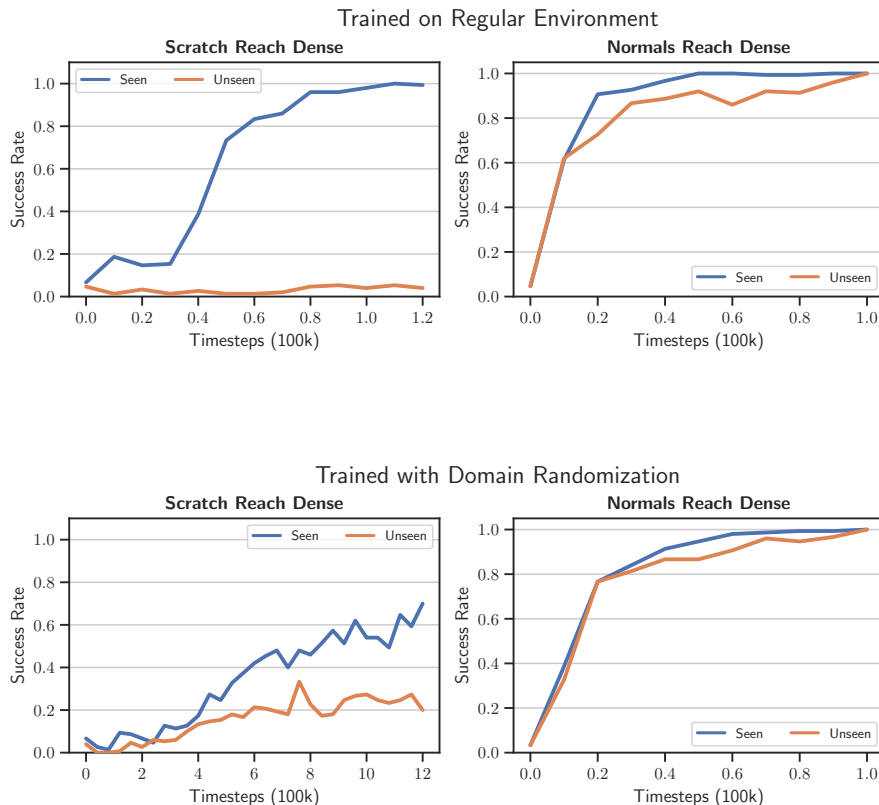 Trained on Regular Environment
Scratch Reach Dense
Seen Unseen
1.0
0.8
0.6
0.4
0.2
0.0
Success Rate
0.0 0.2 0.4 0.6 0.8 1.0 1.2
Timesteps (100k)
Normals Reach Dense
1.0
0.8
0.6
0.4
0.2
0.0
Success Rate
Seen Unseen
0.0 0.2 0.4 0.6 0.8 1.0
Timesteps (100k)
Trained with Domain Randomization
Scratch Reach Dense
Seen Unseen
1.0
0.8
0.6
0.4
0.2
0.0
Success Rate
0 2 4 6 8 10 12
Timesteps (100k)
Normals Reach Dense
1.0
0.8
0.6
0.4
0.2
0.0
Success Rate
Seen Unseen
0.0 0.2 0.4 0.6 0.8 1.0
Timesteps (100k)